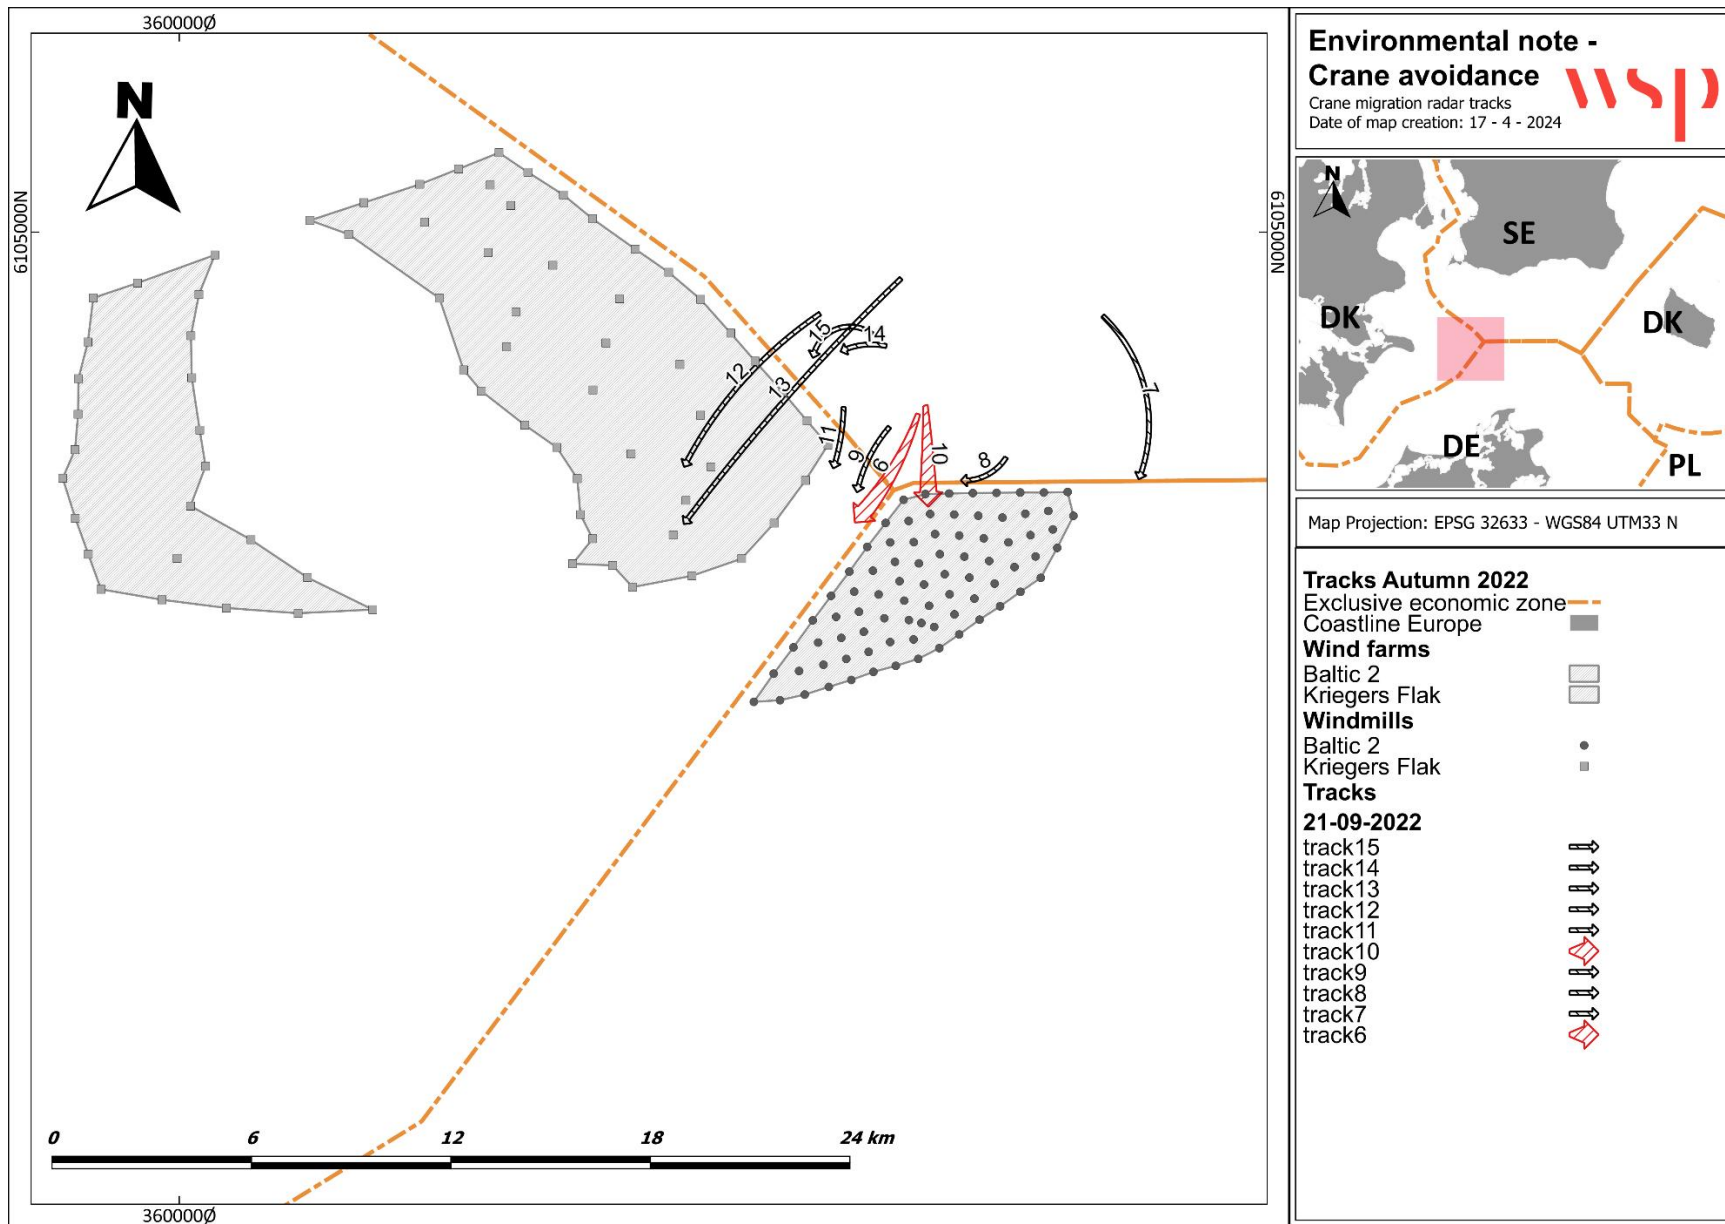 360000Ø
N
6105000N
6105000N
15
14
12
13
7
11
9
6
10
8
0 6 12 18 24 km
360000Ø
Environmental note -
Crane avoidance
wsp
Crane migration radar tracks
Date of map creation: 17 - 4 - 2024
N
SE
DK
DK
DE
PL
Map Projection: EPSG 32633 - WGS84 UTM33 N
Tracks Autumn 2022
Exclusive economic zone
Coastline Europe
Wind farms
Baltic 2
Kriegers Flak
Windmills
Baltic 2
Kriegers Flak
Tracks
21-09-2022
track15
track14
track13
track12
track11
track10
track9
track8
track7
track6